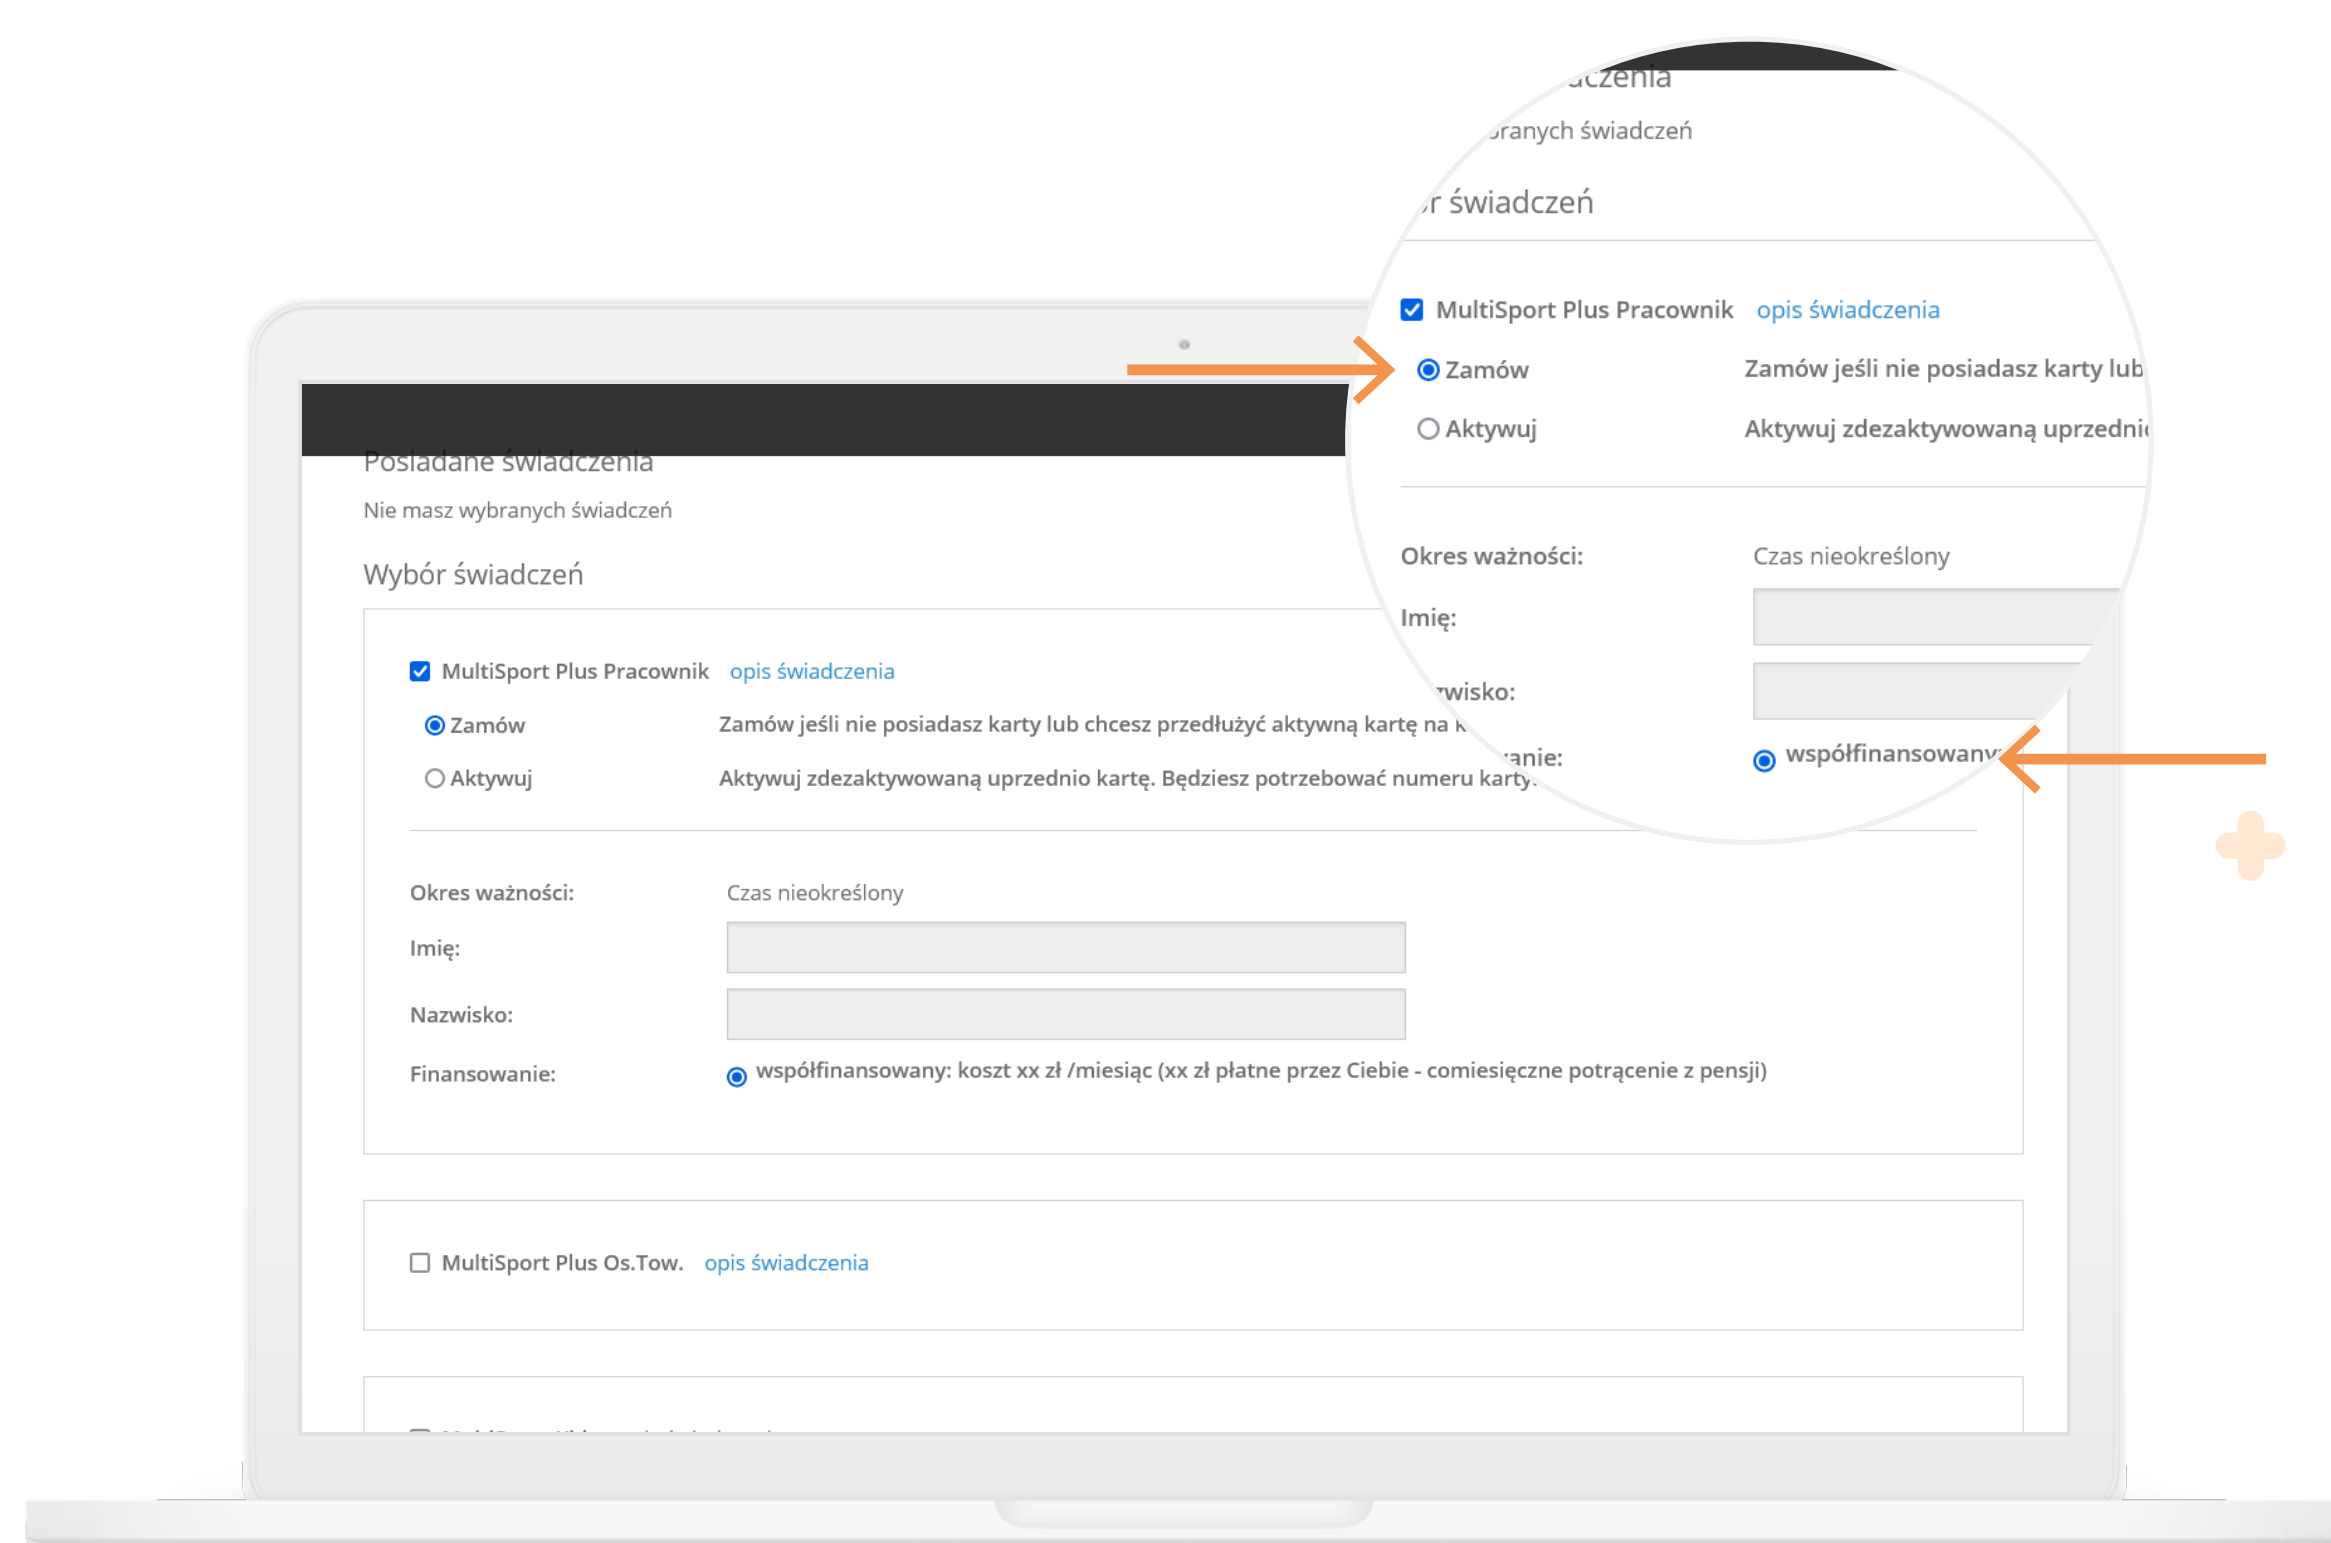 Posiadane świadczenia
Nie masz wybranych świadczeń
Wybór świadczeń
MultiSport Plus Pracownik opis świadczenia
Zamów Zamów jeśli nie posiadasz karty lub chcesz przedłużyć aktywną kartę na k
Aktywuj Aktywuj zdezaktywowaną uprzednio kartę. Będziesz potrzebować numeru karty.
Okres ważności: Czas nieokreślony
Imię:
Nazwisko:
Finansowanie: współfinansowany: koszt xx zł /miesiąc (xx zł płatne przez Ciebie - comiesięczne potrącenie z pensji)
MultiSport Plus Os.Tow. opis świadczenia
czenia
ranych świadczeń
r świadczeń
MultiSport Plus Pracownik opis świadczenia
Zamów Zamów jeśli nie posiadasz karty lub
Aktywuj Aktywuj zdezaktywowaną uprzednio
Okres ważności: Czas nieokreślony
Imię:
zwisko:
anie: współfinansowany: